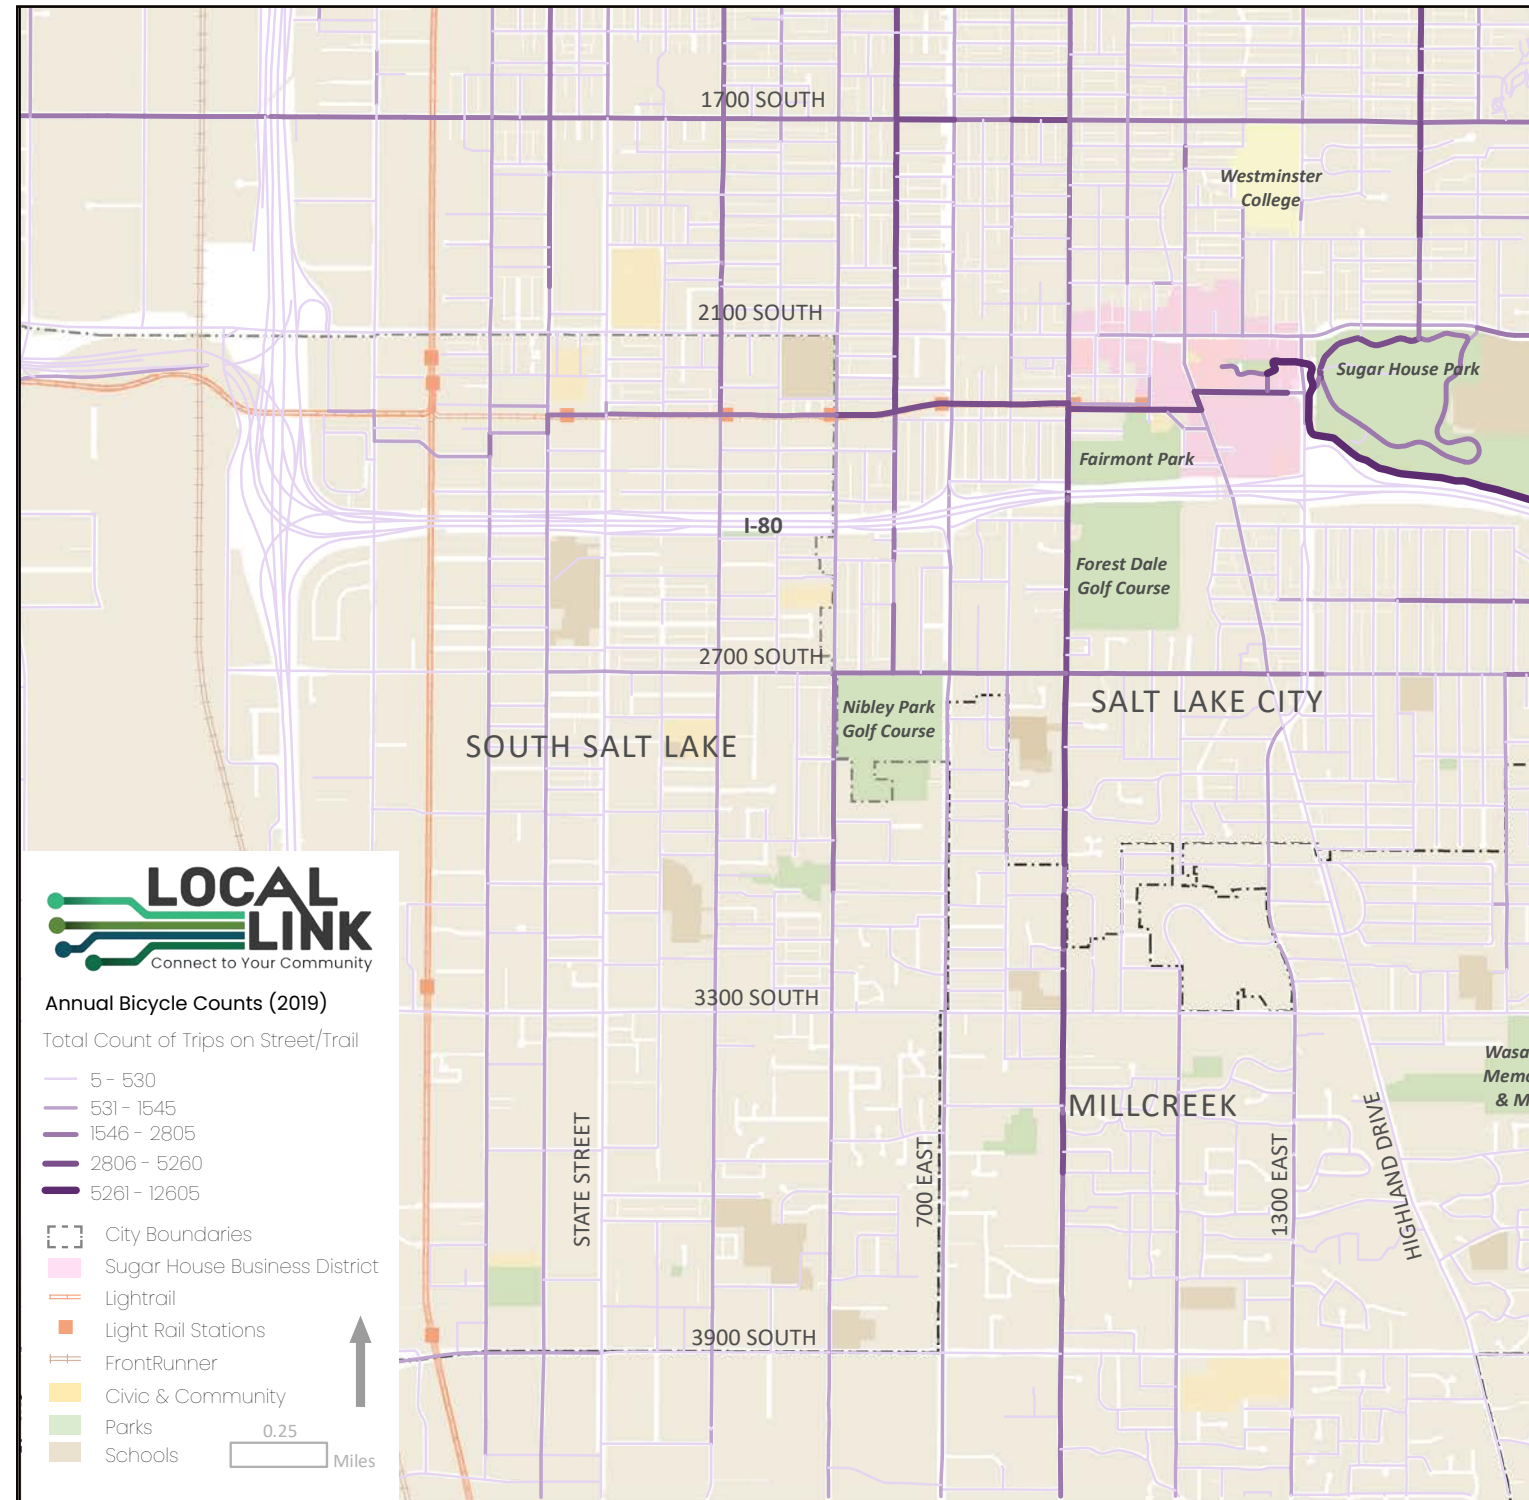 1700 SOUTH
Westminster
College
2100 SOUTH
Sugar House Park
Fairmont Park
I-80
Forest Dale
Golf Course
2700 SOUTH
SALT LAKE CITY
Nibley Park
Golf Course
SOUTH SALT LAKE
3300 SOUTH
Wasa
Memo
& M
MILLCREEK
STATE STREET
700 EAST
1300 EAST
HIGHLAND DRIVE
3900 SOUTH
LOCAL
LINK
Connect to Your Community
Annual Bicycle Counts (2019)
Total Count of Trips on Street/Trail
5 - 530
531 - 1545
1546 - 2805
2806 - 5260
5261 - 12605
City Boundaries
Sugar House Business District
Lightrail
Light Rail Stations
FrontRunner
Civic & Community
Parks
Schools
0.25
Miles